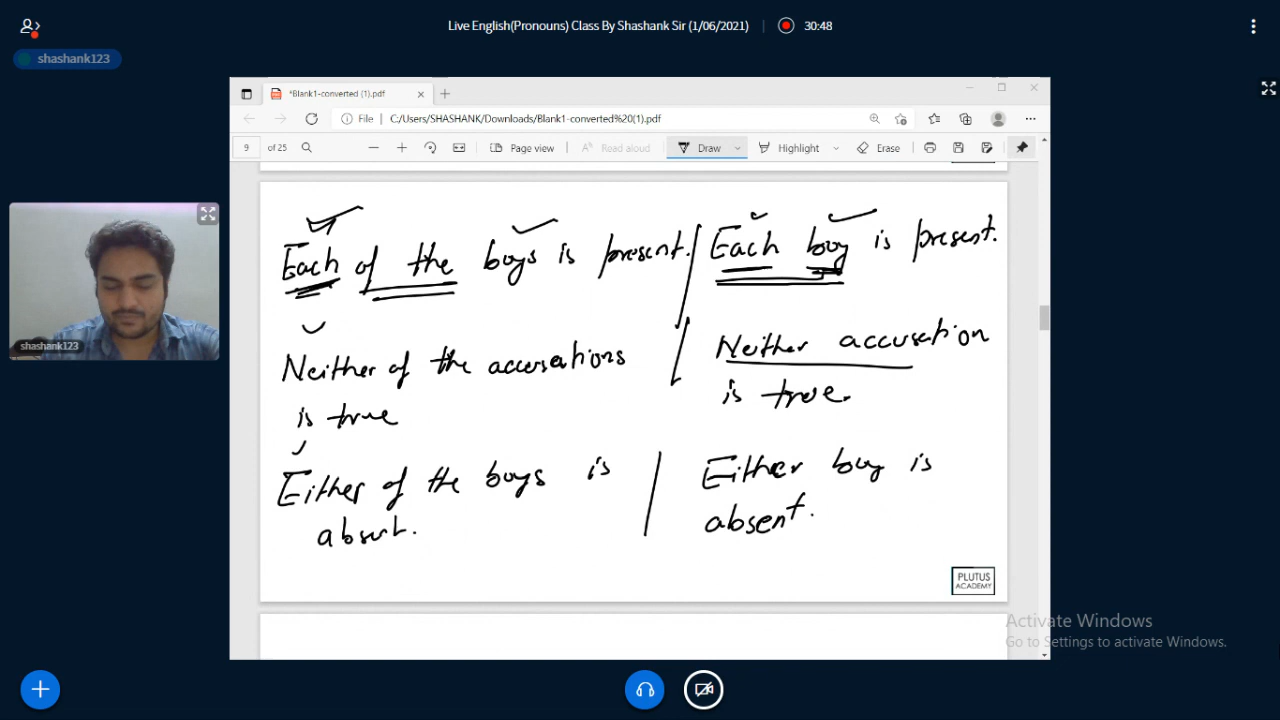 Live English(Pronouns) Class By Shashank Sir (1/06/2021)
30:48
shashank123
*Blank1-converted (1).pdf
File
C:/Users/SHASHANK/Downloads/Blank1-converted%20(1).pdf
9 of 25
Page view
Read aloud
Draw
Highlight
Erase
Each of the boys is present. / Each boy is present.
Neither of the accusations / Neither accusation
is true
is true.
Either of the boys is | Either boy is
absent.
absent.
shashank123
PLUTUS
ACADEMY
Activate Windows
Go to Settings to activate Windows.